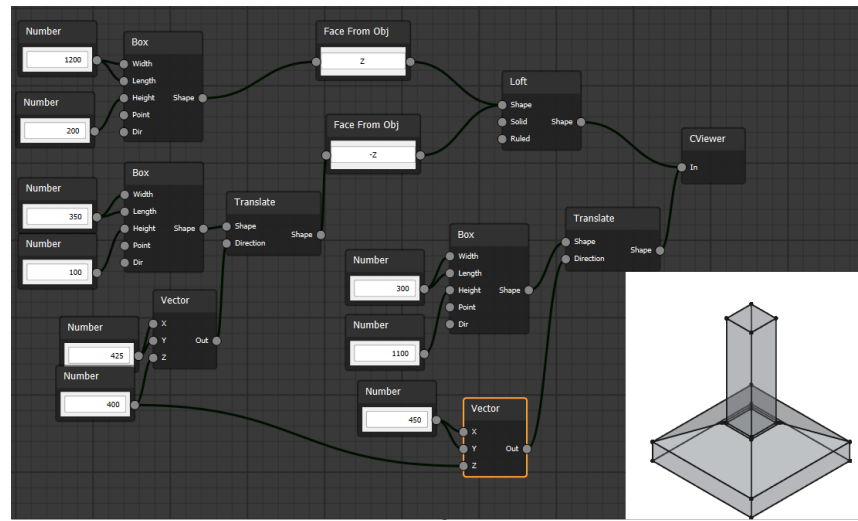 Number
1200
Number
200
Box
Width
Length
Height Shape
Point
Dir
Face From Obj
Z
Face From Obj
-Z
Loft
Shape
Solid Shape
Ruled
CViewer
In
Number
350
Number
100
Box
Width
Length
Height Shape
Point
Dir
Translate
Shape
Shape
Direction
Vector
X
Y Out
Z
Number
425
Number
400
Number
300
Number
1100
Box
Width
Length
Height Shape
Point
Dir
Translate
Shape
Shape
Direction
Number
450
Vector
X
Y Out
Z